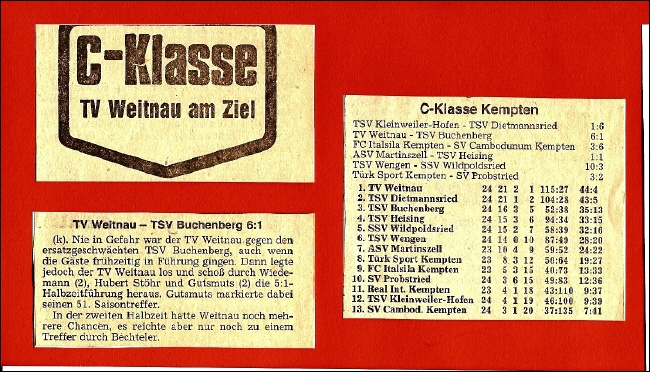 C-Klasse
TV Weitnau am Ziel
TV Weitnau – TSV Buchenberg 6:1
(k). Nie in Gefahr war der TV Weitnau gegen den
ersatzgeschwächten TSV Buchenberg, auch wenn
die Gäste frühzeitig in Führung gingen. Dann legte
jedoch der TV Weitnau los und schoß durch Wiede-
mann (2), Hubert Stöhr und Gutsmuts (2) die 5:1-
Halbzeitführung heraus. Gutsmuts markierte dabei
seinen 51. Saisontreffer.
In der zweiten Halbzeit hatte Weitnau noch meh-
rere Chancen, es reichte aber nur noch zu einem
Treffer durch Bechteler.
C-Klasse Kempten
TSV Kleinweiler-Hofen - TSV Dietmannsried 1:6
TV Weitnau - TSV Buchenberg 6:1
FC Italsila Kempten - SV Cambodunum Kempten 3:6
ASV Martinszell - TSV Heising 1:1
TSV Wengen - SSV Wildpoldsried 10:3
Türk Sport Kempten - SV Probstried 3:2
1. TV Weitnau 24 21 2 1 115:27 44:4
2. TSV Dietmannsried 24 21 1 2 104:28 43:5
3. TSV Buchenberg 24 16 3 5 52:38 35:13
4. TSV Heising 24 15 3 6 94:34 33:15
5. SSV Wildpoldsried 24 15 2 7 58:39 32:16
6. TSV Wengen 24 14 0 10 87:49 28:20
7. ASV Martinszell 23 10 4 9 59:52 24:22
8. Türk Sport Kempten 23 8 3 12 50:64 19:27
9. FC Italsila Kempten 23 5 3 15 40:73 13:33
10. SV Probstried 24 3 6 15 49:83 12:36
11. Real Int. Kempten 23 4 1 18 43:110 9:37
12. TSV Kleinweiler-Hofen 24 4 1 19 46:100 9:39
13. SV Cambod. Kempten 24 3 1 20 37:135 7:41